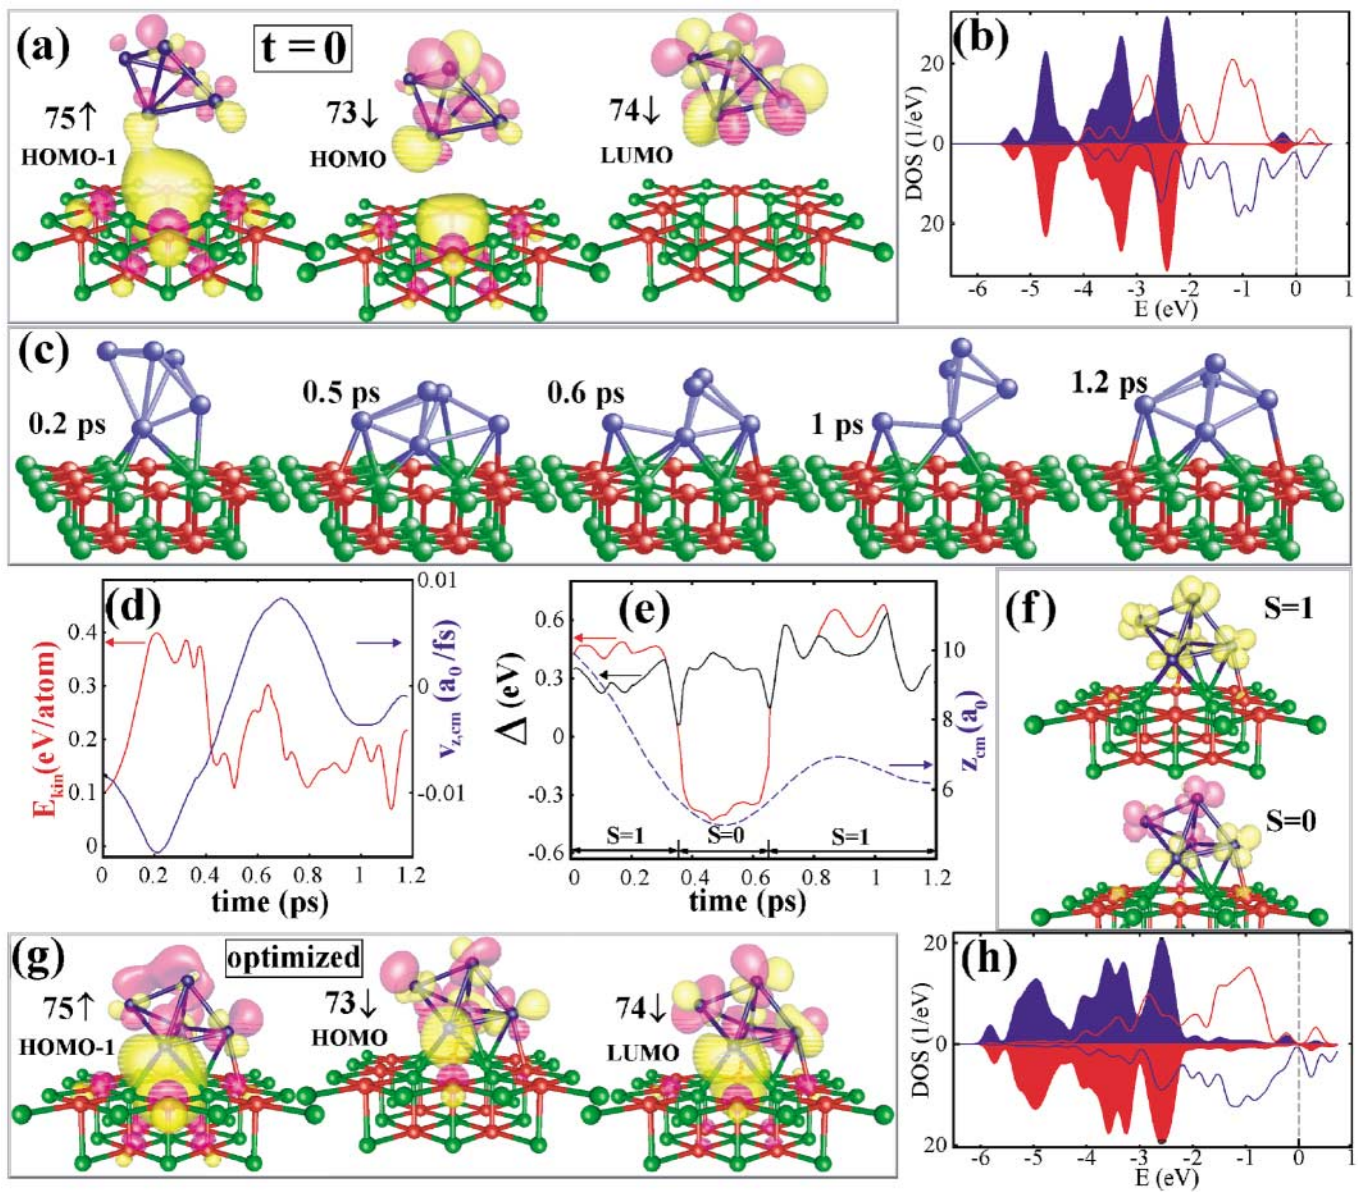 (a)
t = 0
75↑
HOMO-1
73↓
HOMO
74↓
LUMO
(b)
DOS (1/eV)
20
0
20
-6
-5
-4
-3
-2
-1
0
1
E (eV)
(c)
0.2 ps
0.5 ps
0.6 ps
1 ps
1.2 ps
(d)
E_kin (eV/atom)
0.4
0.3
0.2
0.1
0
0.01
0
-0.01
v_z,cm (a_0/fs)
0
0.2
0.4
0.6
0.8
1
1.2
time (ps)
(e)
Δ (eV)
0.6
0.3
0
-0.3
-0.6
10
8
6
z_cm (a_0)
S=1
S=0
S=1
0
0.2
0.4
0.6
0.8
1
1.2
time (ps)
(f)
S=1
S=0
(g)
optimized
75↑
HOMO-1
73↓
HOMO
74↓
LUMO
(h)
DOS (1/eV)
20
0
20
-6
-5
-4
-3
-2
-1
0
1
E (eV)